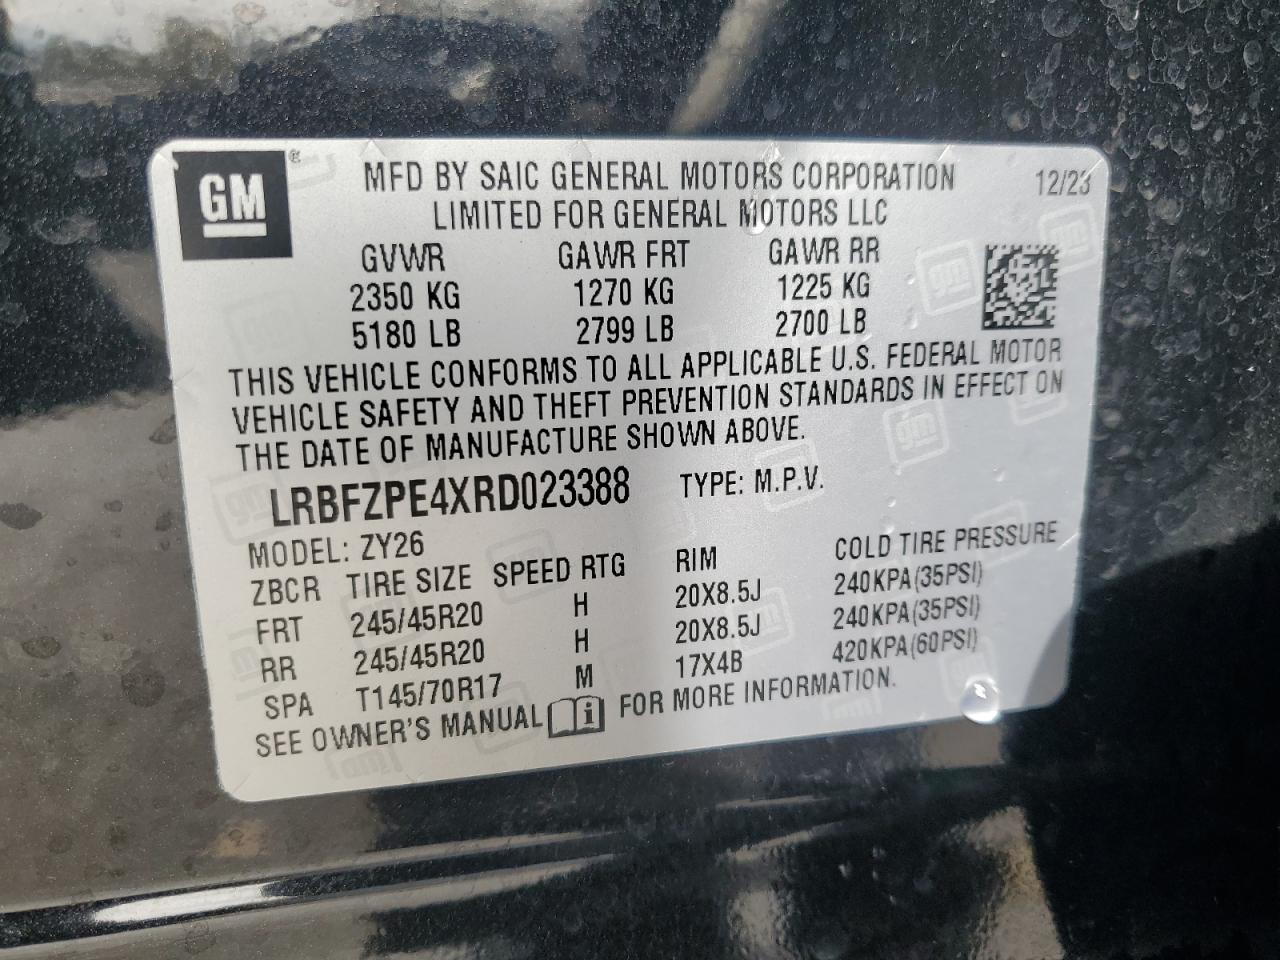 GM
®
MFD BY SAIC GENERAL MOTORS CORPORATION
LIMITED FOR GENERAL MOTORS LLC
12/23
GVWR GAWR FRT GAWR RR
2350 KG 1270 KG 1225 KG
5180 LB 2799 LB 2700 LB
THIS VEHICLE CONFORMS TO ALL APPLICABLE U.S. FEDERAL MOTOR
VEHICLE SAFETY AND THEFT PREVENTION STANDARDS IN EFFECT ON
THE DATE OF MANUFACTURE SHOWN ABOVE.
LRBFZPE4XRD023388 TYPE: M.P.V.
MODEL: ZY26
ZBCR TIRE SIZE SPEED RTG RIM COLD TIRE PRESSURE
FRT 245/45R20 H 20X8.5J 240KPA(35PSI)
RR 245/45R20 H 20X8.5J 240KPA(35PSI)
SPA T145/70R17 M 17X4B 420KPA(60PSI)
SEE OWNER'S MANUAL i FOR MORE INFORMATION.